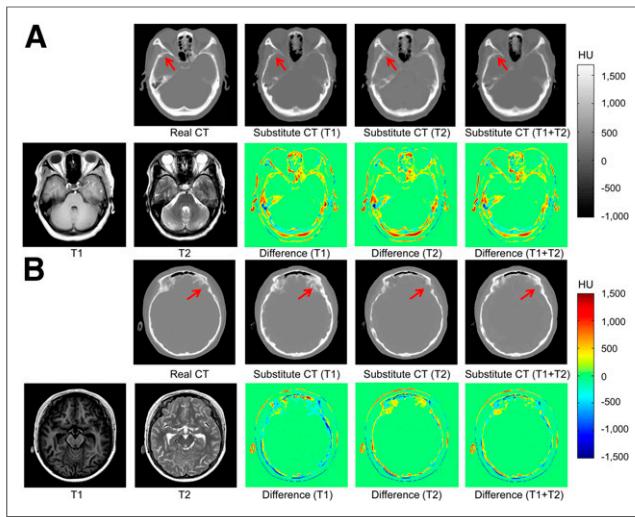 A
Real CT
Substitute CT (T1)
Substitute CT (T2)
Substitute CT (T1+T2)
HU
1,500
1,000
500
0
-500
-1,000
T1
T2
Difference (T1)
Difference (T2)
Difference (T1+T2)
B
Real CT
Substitute CT (T1)
Substitute CT (T2)
Substitute CT (T1+T2)
HU
1,500
1,000
500
0
-500
-1,000
-1,500
T1
T2
Difference (T1)
Difference (T2)
Difference (T1+T2)